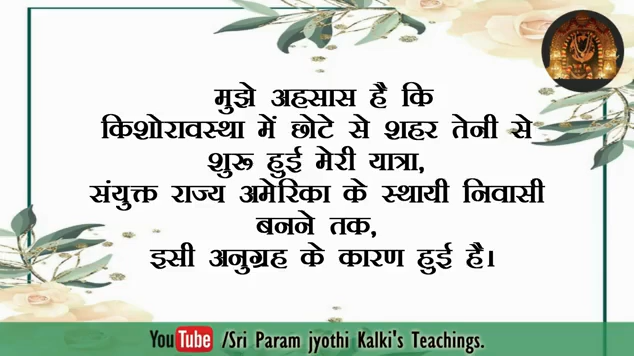 मुझे अहसास है कि
किशोरावस्था में छोटे से शहर तेनी से
शुरू हुई मेरी यात्रा,
संयुक्त राज्य अमेरिका के स्थायी निवासी
बनने तक,
इसी अनुग्रह के कारण हुई है।
YouTube /Sri Param jyothi Kalki's Teachings.